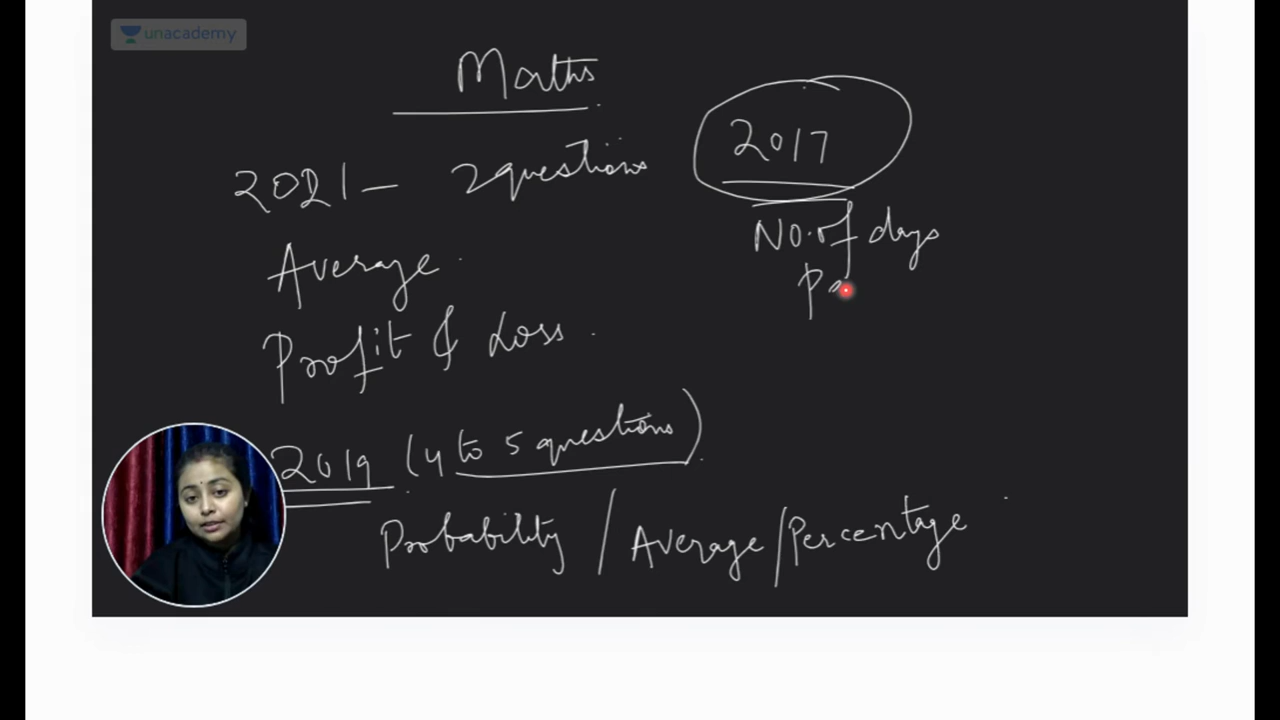 unacademy
Maths
2021 - 2 questions
Average
Profit & Loss
2017
No. of days
2019 (4 to 5 questions)
Probability / Average / Percentage